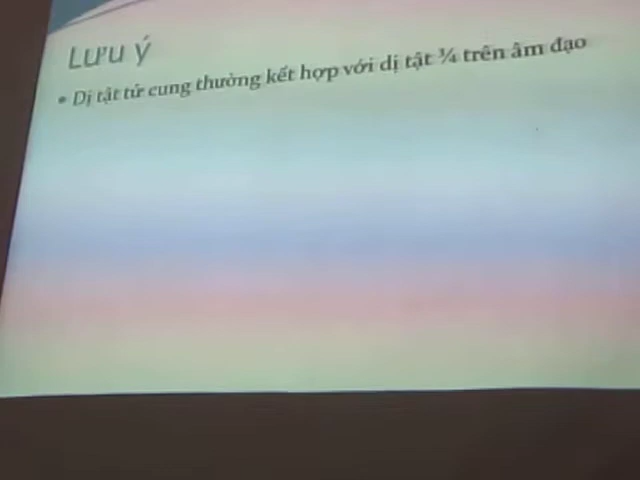 Lưu ý
• Dị tật tử cung thường kết hợp với dị tật ¾ trên âm đạo